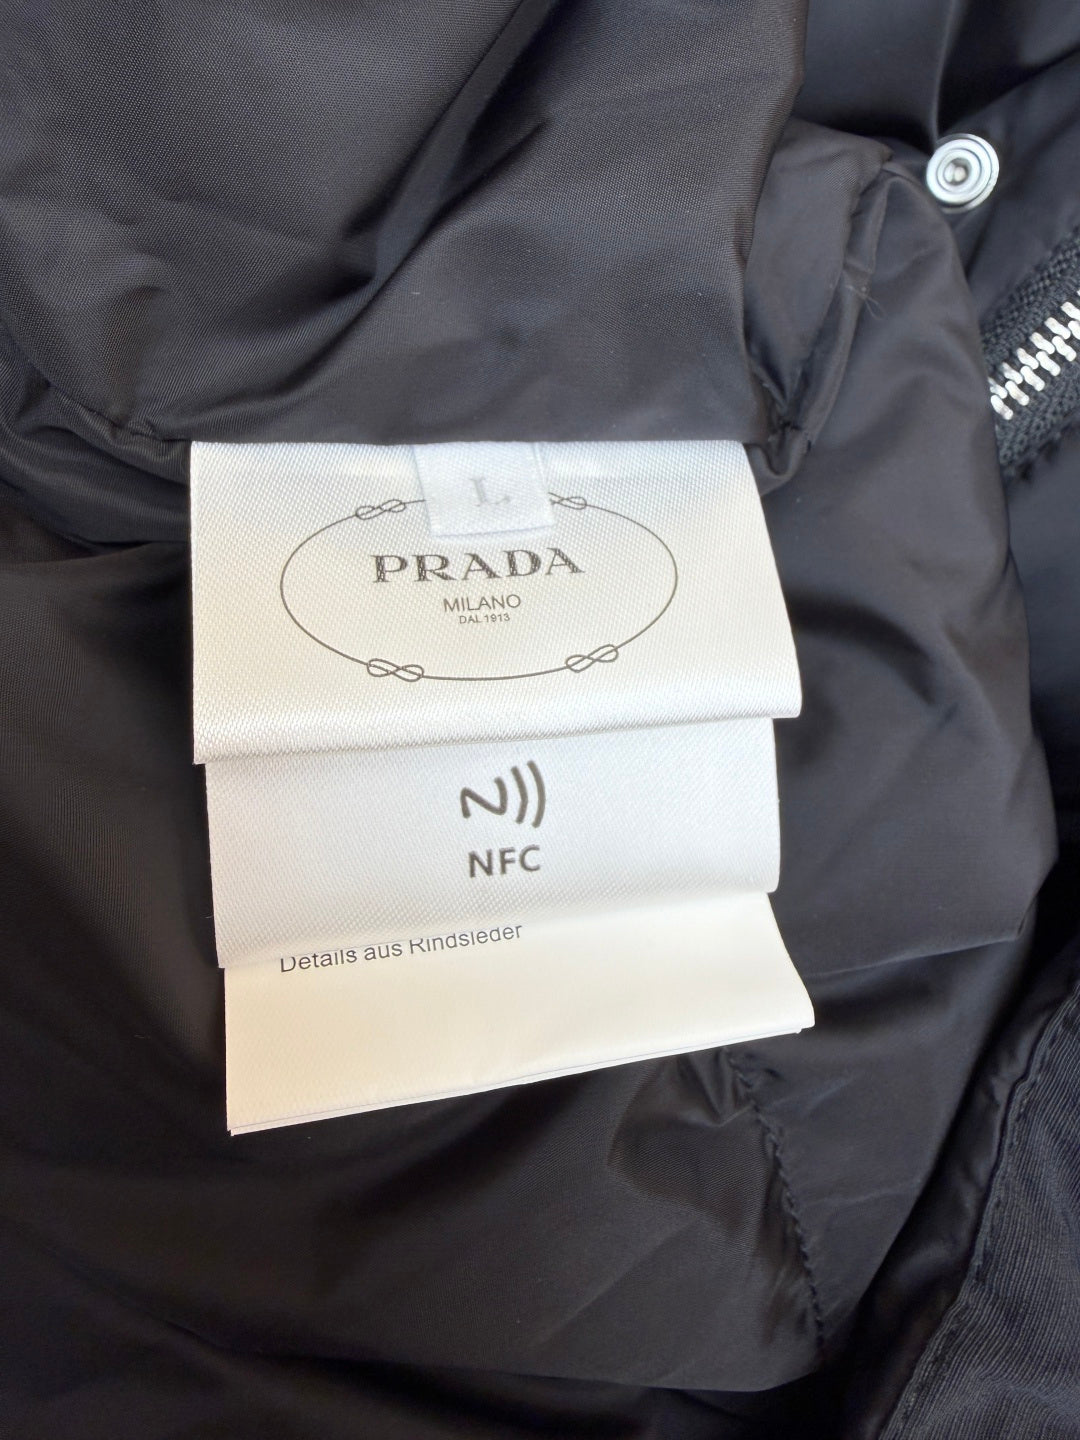 L
PRADA
MILANO
DAL 1913
NFC
Details aus Rindsleder